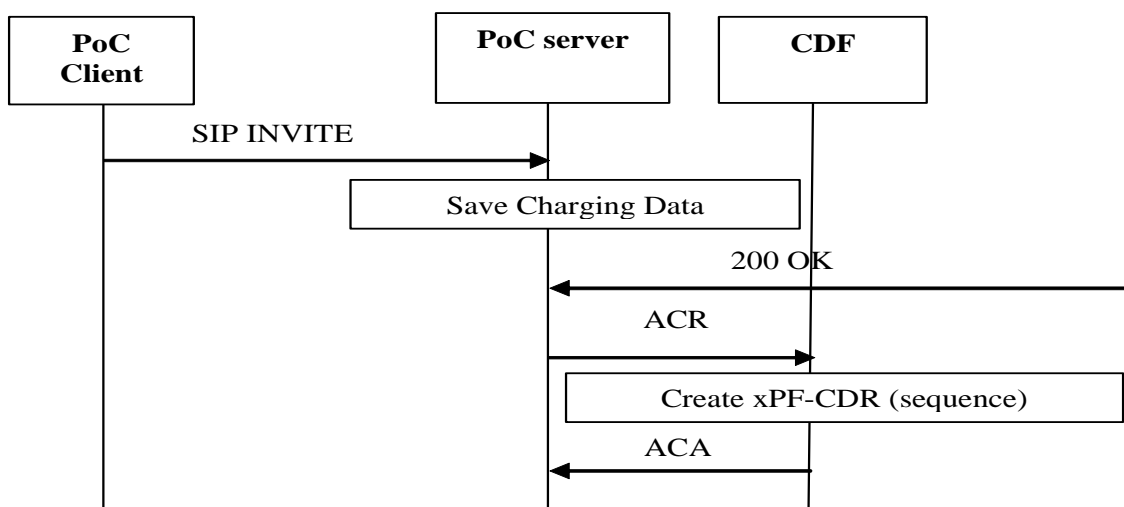 PoC
Client
PoC server
CDF
SIP INVITE
Save Charging Data
200 OK
ACR
Create xPF-CDR (sequence)
ACA